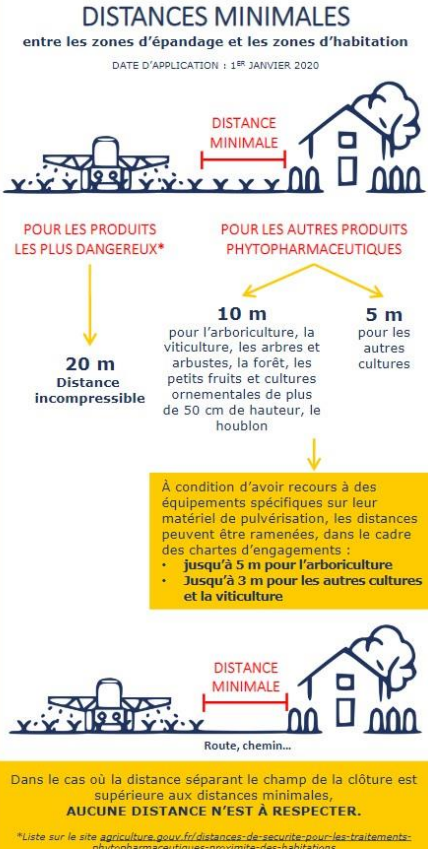 DISTANCES MINIMALES
entre les zones d'épandage et les zones d'habitation
DATE D'APPLICATION : 1ER JANVIER 2020
DISTANCE
MINIMALE
POUR LES PRODUITS
LES PLUS DANGEREUX*
20 m
Distance
incompressible
POUR LES AUTRES PRODUITS
PHYTOPHARMACEUTIQUES
10 m
pour l'arboriculture, la
viticulture, les arbres et
arbustes, la forêt, les
petits fruits et cultures
ornementales de plus
de 50 cm de hauteur, le
houblon
5 m
pour les
autres
cultures
À condition d'avoir recours à des
équipements spécifiques sur leur
matériel de pulvérisation, les distances
peuvent être ramenées, dans le cadre
des chartes d'engagements :
• jusqu'à 5 m pour l'arboriculture
• Jusqu'à 3 m pour les autres cultures
et la viticulture
DISTANCE
MINIMALE
Route, chemin...
Dans le cas où la distance séparant le champ de la clôture est
supérieure aux distances minimales,
AUCUNE DISTANCE N'EST À RESPECTER.
*Liste sur le site agriculture.gouv.fr/distances-de-securite-pour-les-traitements-
phytopharmaceutiques-proximite-des-habitations